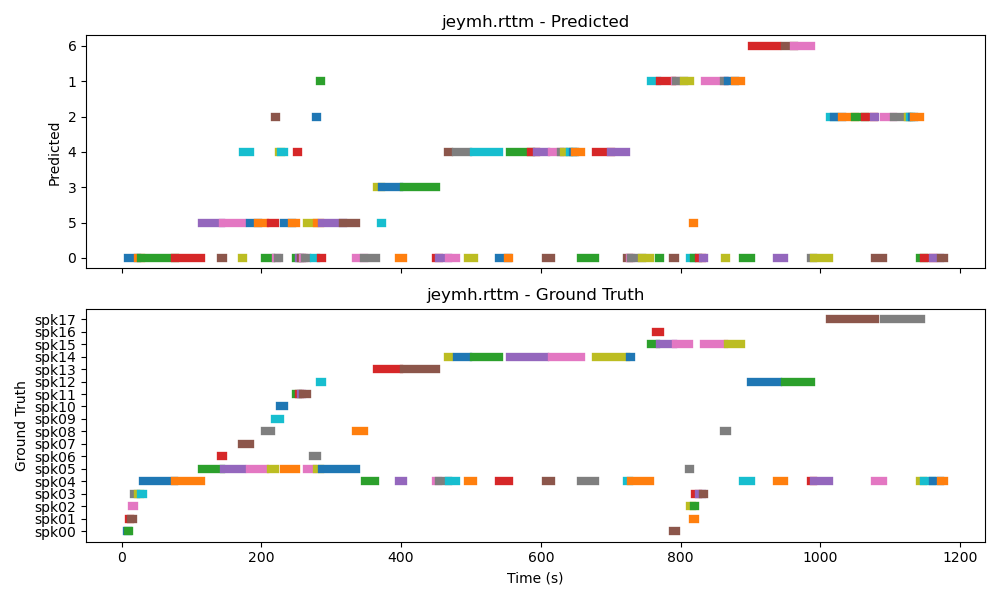 jeymh.rttm - Predicted
6
1
2
4
3
5
0
Predicted
jeymh.rttm - Ground Truth
spk17
spk16
spk15
spk14
spk13
spk12
spk11
spk10
spk09
spk08
spk07
spk06
spk05
spk04
spk03
spk02
spk01
spk00
Ground Truth
0
200
400
600
800
1000
1200
Time (s)